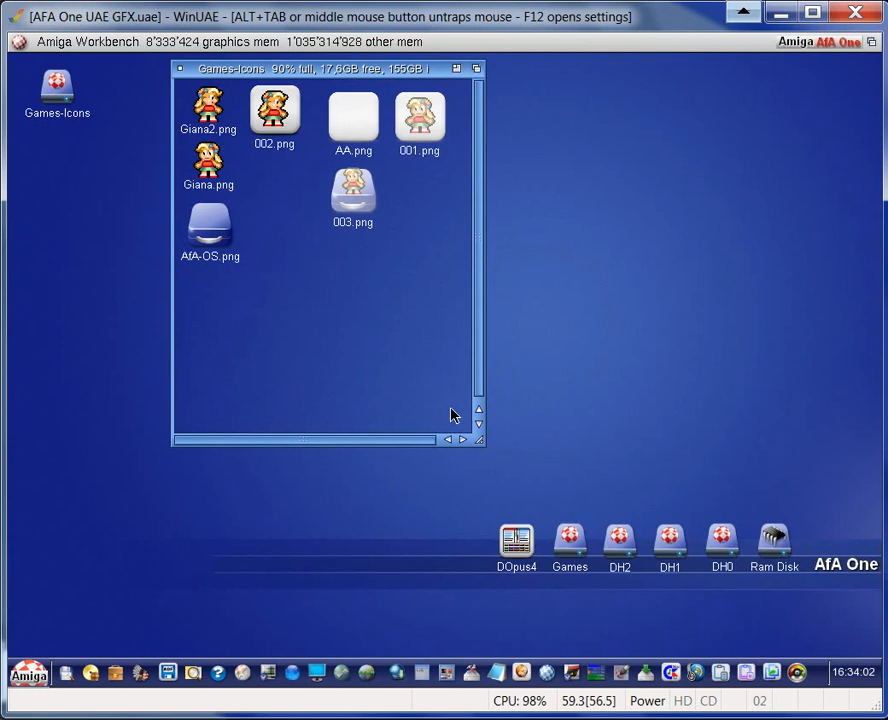 [AFA One UAE GFX.uae] - WinUAE - [ALT+TAB or middle mouse button untraps mouse - F12 opens settings]
Amiga Workbench 8'333'424 graphics mem 1'035'314'928 other mem
Amiga AfA One
Games-Icons 90% full, 17,6GB free, 155GB i
Games-Icons
Giana2.png
002.png
AA.png
001.png
Giana.png
003.png
AfA-OS.png
DOpus4
Games
DH2
DH1
DH0
Ram Disk
AfA One
Amiga
16:34:02
CPU: 98%
59.3[56.5]
Power
HD
CD
02